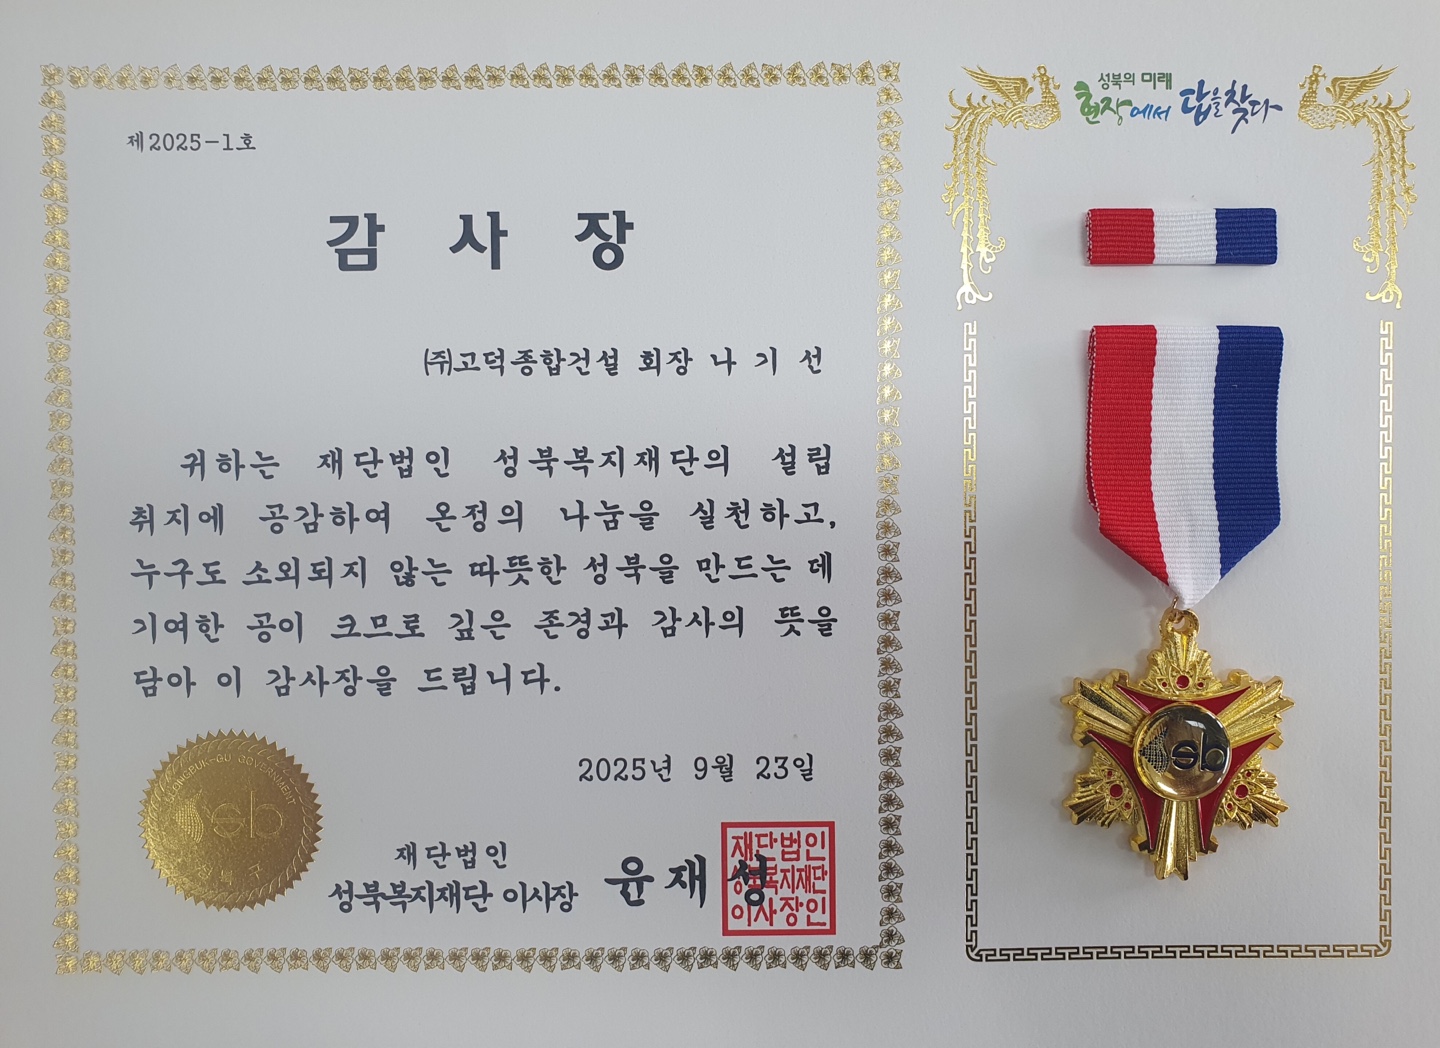 제2025-1호
감 사 장
㈜고덕종합건설 회장 나 기 선
귀하는 재단법인 성북복지재단의 설립
취지에 공감하여 온정의 나눔을 실천하고,
누구도 소외되지 않는 따뜻한 성북을 만드는 데
기여한 공이 크므로 깊은 존경과 감사의 뜻을
담아 이 감사장을 드립니다.
2025년 9월 23일
재단법인
성북복지재단 이사장 윤재성
재단법인
성북복지재단
이사장인
SEONGBUK-GU GOVERNMENT
sb
성북구
성북의 미래
현장에서 답을 찾다
sb